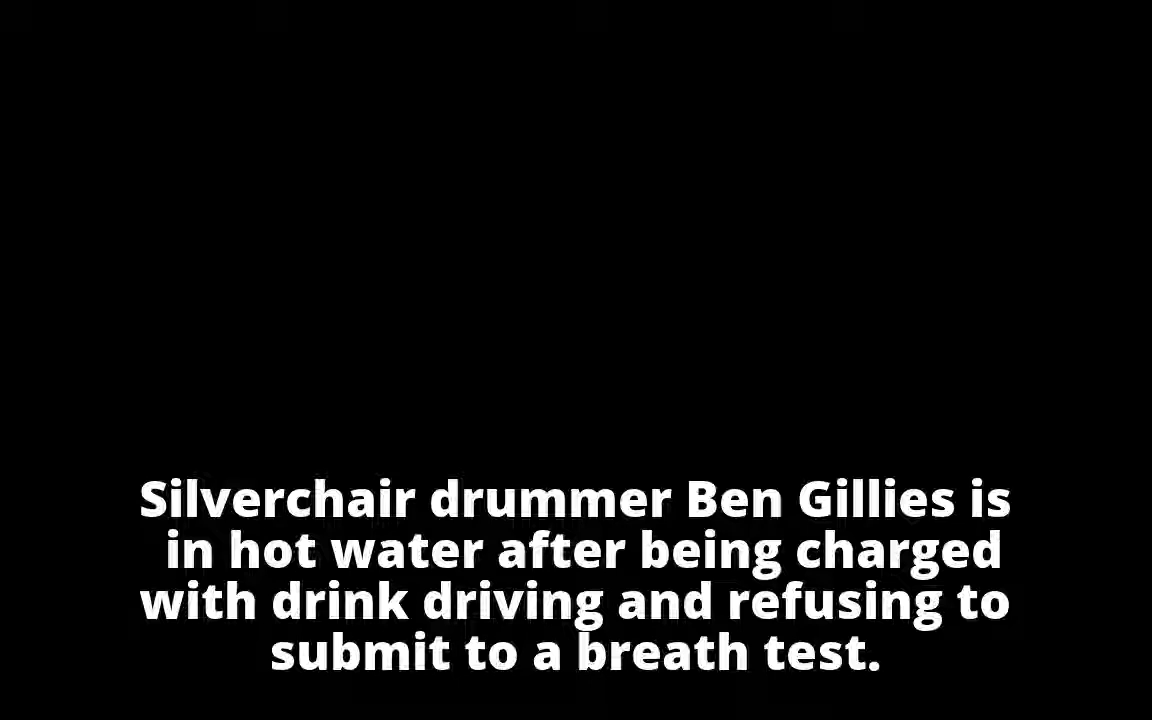 Silverchair drummer Ben Gillies is
in hot water after being charged
with drink driving and refusing to
submit to a breath test.